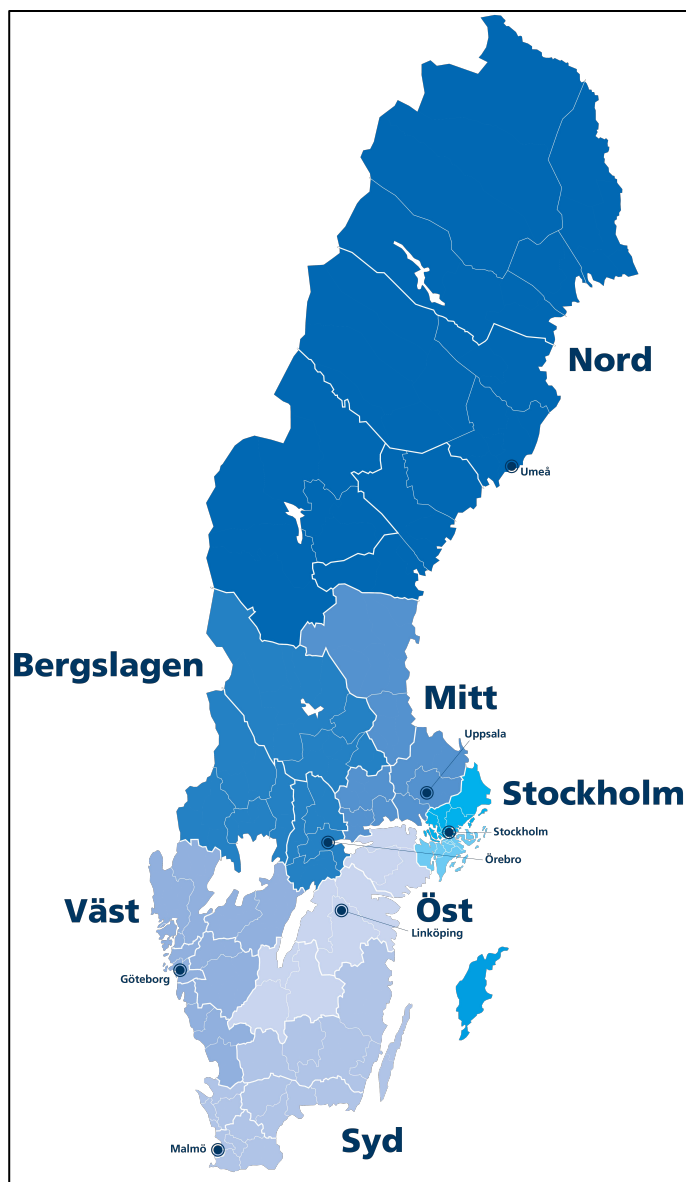 Nord
Umeå
Bergslagen
Mitt
Uppsala
Stockholm
Stockholm
Örebro
Väst
Öst
Linköping
Göteborg
Syd
Malmö